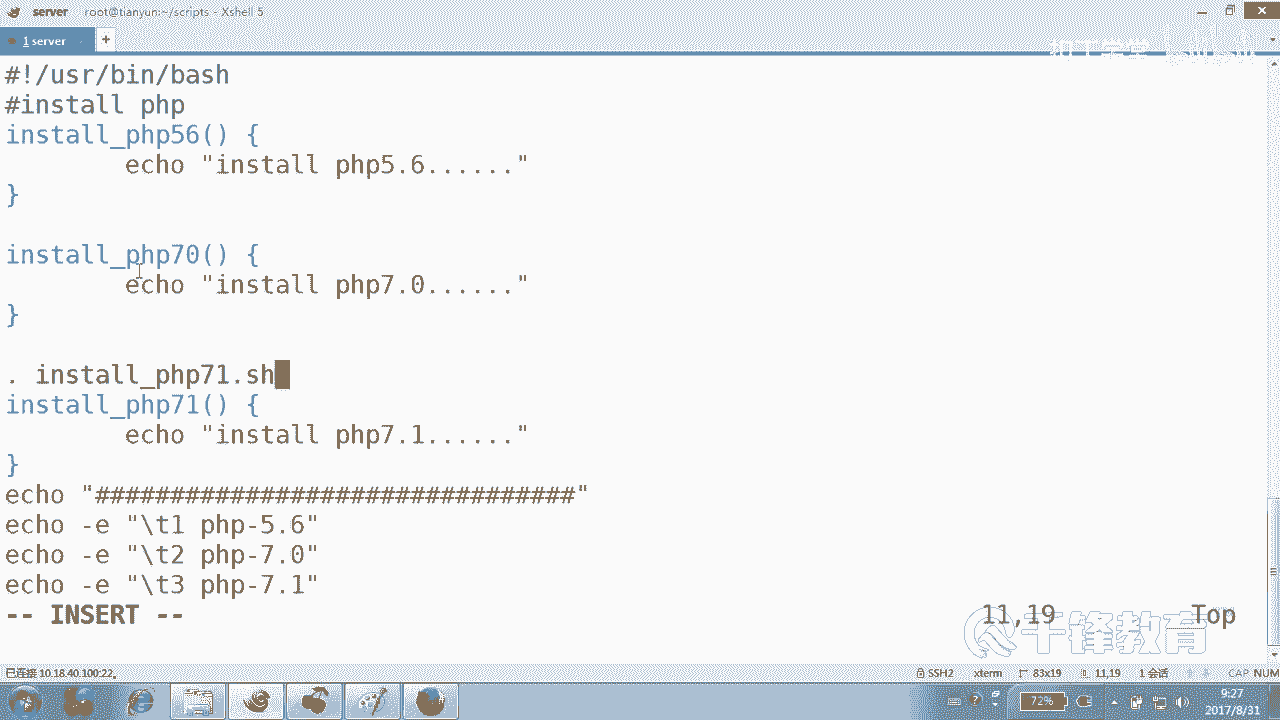 server root@tianyun:~/scripts - Xshell 5
1 server
#!/usr/bin/bash
#install php
install_php56() {
echo "install php5.6......"
}
install_php70() {
echo "install php7.0......"
}
. install_php71.sh
install_php71() {
echo "install php7.1......"
}
echo "################################"
echo -e "\t1 php-5.6"
echo -e "\t2 php-7.0"
echo -e "\t3 php-7.1"
-- INSERT -- 11,19 Top
千锋教育
已连接 10.18.40.100:22。 SSH2 xterm 83x19 11,19 1 会话 CAP NUM
72% 9:27
2017/8/31